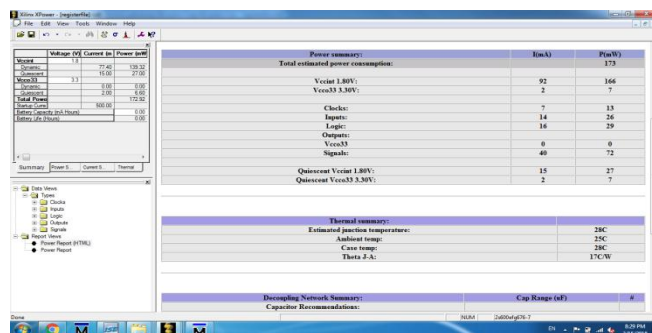 Xilinx XPower - [registerfile]
File Edit View Tools Window Help
Voltage (V) Current (m Power (mW
Vccint 1.8
Dynamic 77.40 139.32
Quiescent 15.00 27.00
Vcco33 3.3
Dynamic 0.00 0.00
Quiescent 2.00 6.60
Total Power 172.92
Startup Curre 500.00
Battery Capacity (mA Hours) 0.00
Battery Life (Hours) 0.00
Summary Power S... Current S... Thermal
Data Views
Types
Clocks
Inputs
Logic
Outputs
Signals
Report Views
Power Report (HTML)
Power Report
Power summary: I(mA) P(mW)
Total estimated power consumption: 173
Vccint 1.80V: 92 166
Vcco33 3.30V: 2 7
Clocks: 7 13
Inputs: 14 26
Logic: 16 29
Outputs:
Vcco33 0 0
Signals: 40 72
Quiescent Vccint 1.80V: 15 27
Quiescent Vcco33 3.30V: 2 7
Thermal summary:
Estimated junction temperature: 28C
Ambient temp: 25C
Case temp: 28C
Theta J-A: 17C/W
Decoupling Network Summary: Cap Range (uF) #
Capacitor Recommendations:
Done NUM 2s600efg676-7
EN 8:29 PM